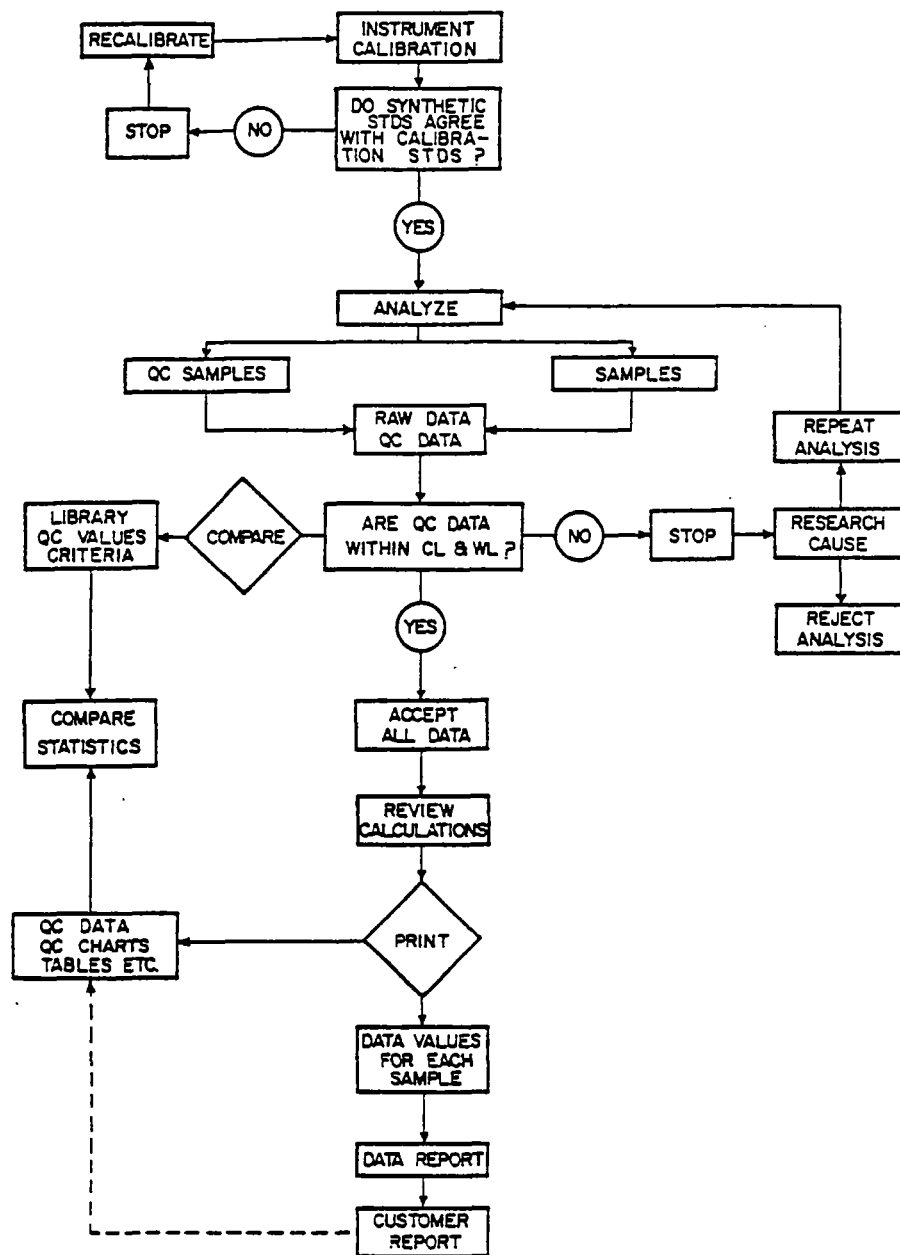 RECALIBRATE
INSTRUMENT
CALIBRATION
STOP
NO
DO SYNTHETIC
STDS AGREE
WITH CALIBRA-
TION STDS ?
YES
ANALYZE
QC SAMPLES
SAMPLES
RAW DATA
QC DATA
REPEAT
ANALYSIS
LIBRARY
QC VALUES
CRITERIA
COMPARE
ARE QC DATA
WITHIN CL & WL ?
NO
STOP
RESEARCH
CAUSE
REJECT
ANALYSIS
YES
COMPARE
STATISTICS
ACCEPT
ALL DATA
REVIEW
CALCULATIONS
QC DATA
QC CHARTS
TABLES ETC.
PRINT
DATA VALUES
FOR EACH
SAMPLE
DATA REPORT
CUSTOMER
REPORT